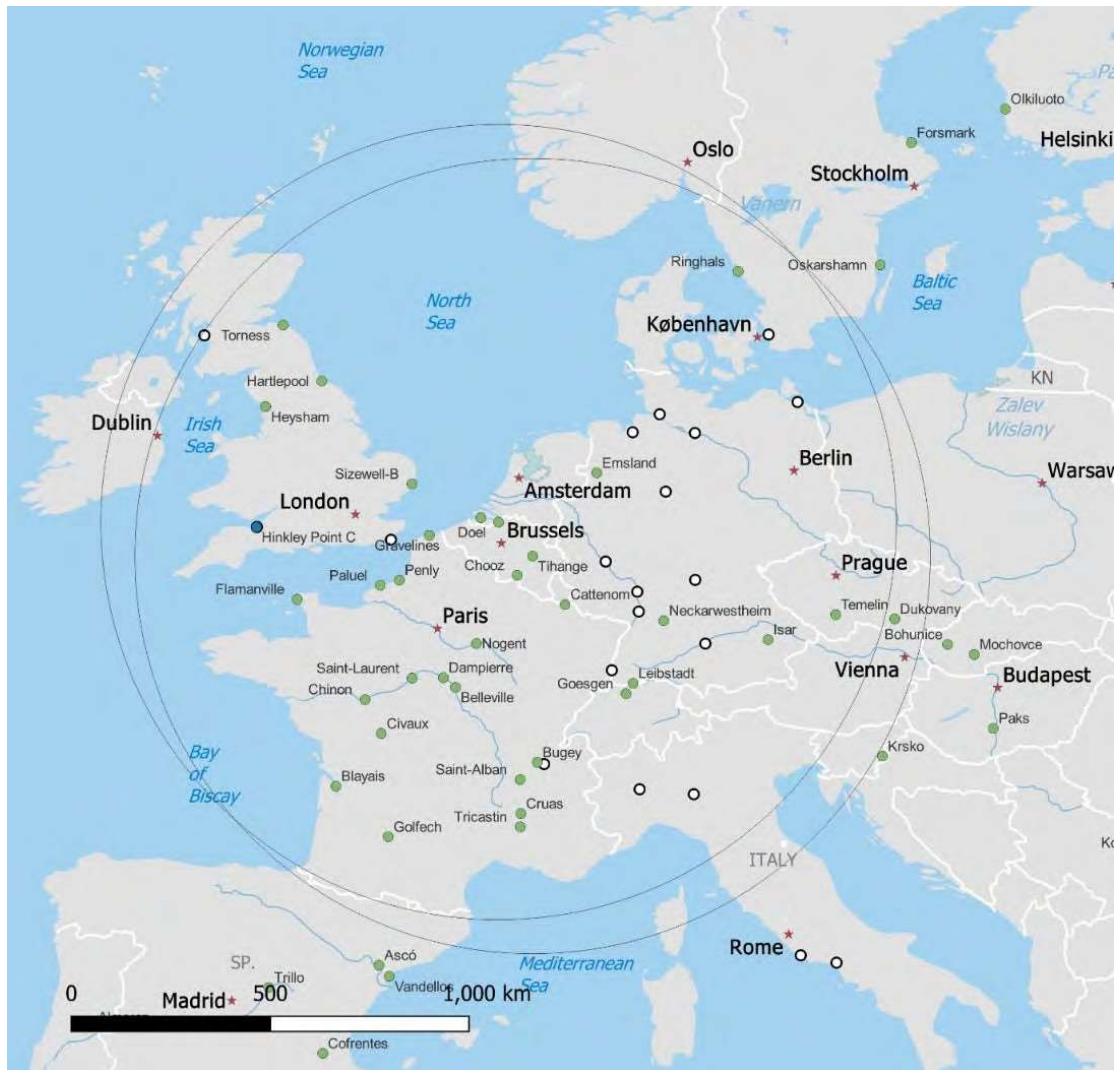 Norwegian
Sea
Olkiluoto
Forsmark
Helsinki
Oslo
Stockholm
Vanern
Ringhals
Oskarshamn
Baltic
Sea
North
Sea
København
Torness
KN
Zalev
Wislany
Hartlepool
Heysham
Dublin
Irish
Sea
Sizewell-B
Emsland
Berlin
Warsaw
Amsterdam
London
Hinkley Point C
Doel
Brussels
Gravelines
Chooz
Tihange
Prague
Paluel
Penly
Flamanville
Cattenom
Temelin
Dukovany
Paris
Neckarwestheim
Bohunice
Isar
Mochovce
Nogent
Vienna
Saint-Laurent
Dampierre
Goesgen
Leibstadt
Budapest
Chinon
Belleville
Paks
Civaux
Krsko
Bay
of
Biscay
Bugey
Saint-Alban
Blayais
Cruas
Tricastin
Golfech
ITALY
Rome
Ascó
Mediterranean
Sea
SP.
Trillo
Vandellos
0
500
1,000 km
Madrid
Cofrentes